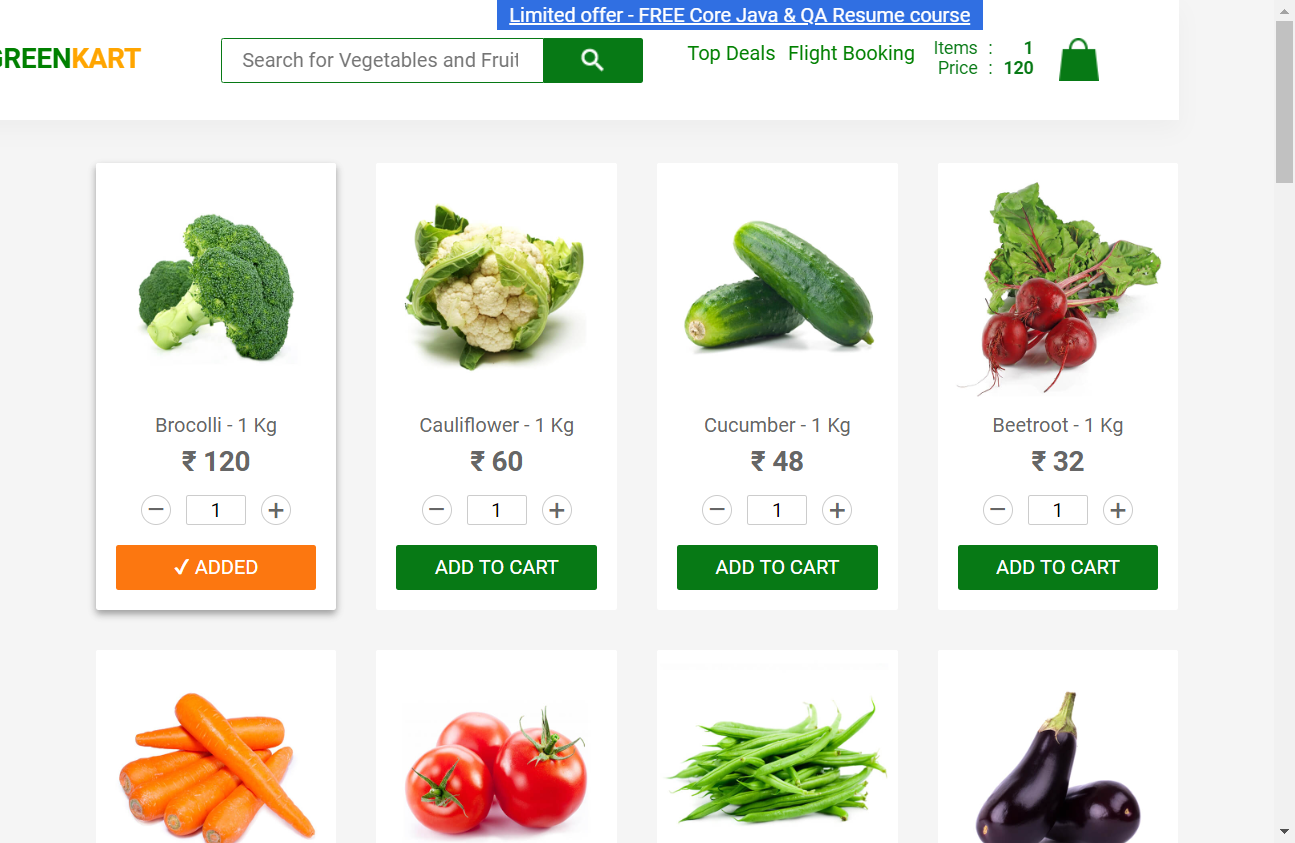 Limited offer - FREE Core Java & QA Resume course
GREENKART
Search for Vegetables and Fruit
Top Deals Flight Booking
Items : 1
Price : 120
Brocolli - 1 Kg
₹ 120
1
✓ ADDED
Cauliflower - 1 Kg
₹ 60
1
ADD TO CART
Cucumber - 1 Kg
₹ 48
1
ADD TO CART
Beetroot - 1 Kg
₹ 32
1
ADD TO CART